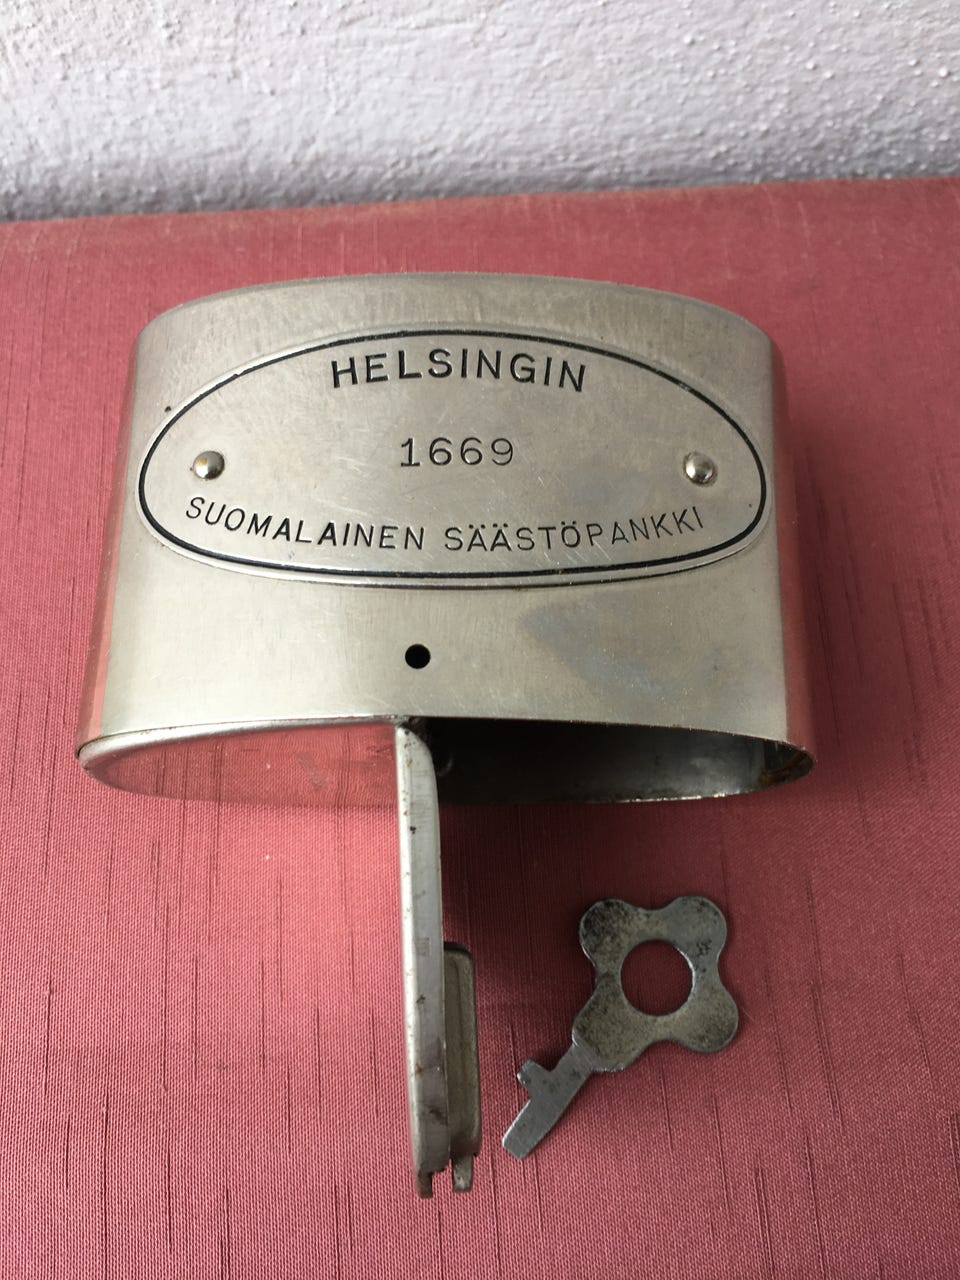 HELSINGIN
1669
SUOMALAINEN SÄÄSTÖPANKKI